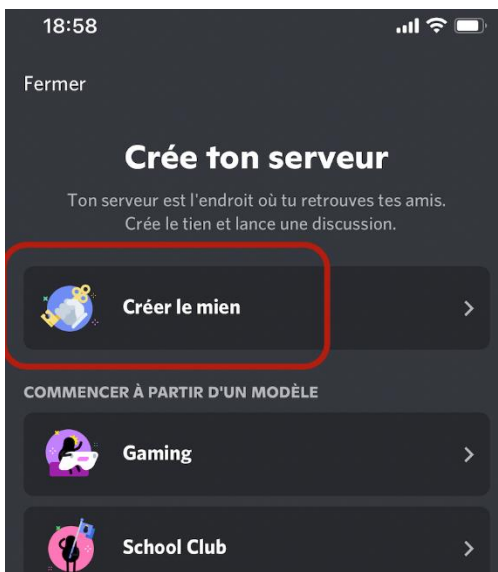 18:58
Fermer
Crée ton serveur
Ton serveur est l'endroit où tu retrouves tes amis.
Crée le tien et lance une discussion.
Créer le mien
COMMENCER À PARTIR D'UN MODÈLE
Gaming
School Club